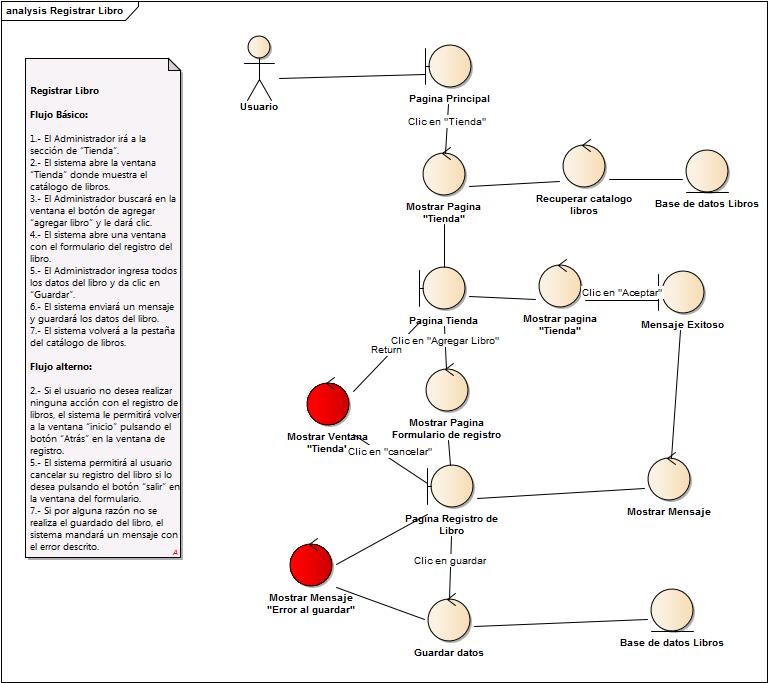 analysis Registrar Libro
Registrar Libro
Flujo Básico:
1.- El Administrador irá a la
sección de "Tienda".
2.- El sistema abre la ventana
"Tienda" donde muestra el
catálogo de libros.
3.- El Administrador buscará en la
ventana el botón de agregar
"agregar libro" y le dará clic.
4.- El sistema abre una ventana
con el formulario del registro del
libro.
5.- El Administrador ingresa todos
los datos del libro y da clic en
"Guardar".
6.- El sistema enviará un mensaje
y guardará los datos del libro.
7.- El sistema volverá a la pestaña
del catálogo de libros.
Flujo alterno:
2.- Si el usuario no desea realizar
ninguna acción con el registro de
libros, el sistema le permitirá volver
a la ventana "inicio" pulsando el
botón "Atrás" en la ventana de
registro.
5.- El sistema permitirá al usuario
cancelar su registro del libro si lo
desea pulsando el botón "salir" en
la ventana del formulario.
7.- Si por alguna razón no se
realiza el guardado del libro, el
sistema mandará un mensaje con
el error descrito.
A
Usuario
Pagina Principal
Clic en "Tienda"
Mostrar Pagina
"Tienda"
Recuperar catalogo
libros
Base de datos Libros
Pagina Tienda
Mostrar pagina
"Tienda"
Clic en "Aceptar"
Mensaje Exitoso
Clic en "Agregar Libro"
Return
Mostrar Ventana
"Tienda"
Mostrar Pagina
Formulario de registro
Clic en "cancelar"
Pagina Registro de
Libro
Mostrar Mensaje
Clic en guardar
Mostrar Mensaje
"Error al guardar"
Guardar datos
Base de datos Libros